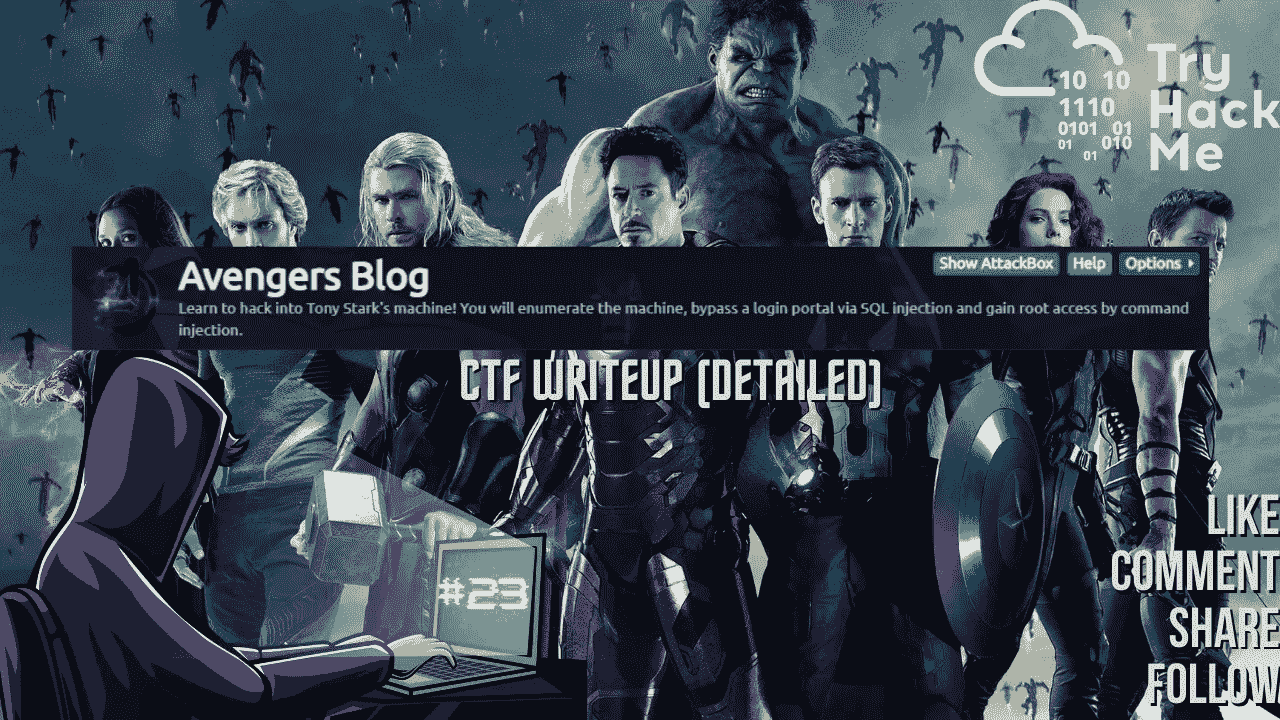 10 10
1110
0101 01
01 010
01
Try
Hack
Me
Avengers Blog
Show AttackBox Help Options
Learn to hack into Tony Stark's machine! You will enumerate the machine, bypass a login portal via SQL injection and gain root access by command
injection.
CTF WRITEUP (DETAILED)
#23
LIKE
COMMENT
SHARE
FOLLOW